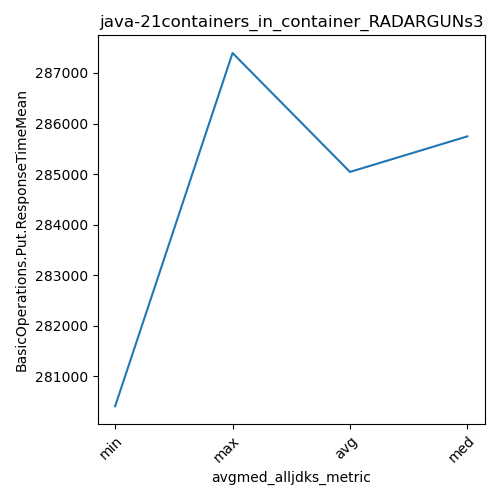 java-21containers_in_container_RADARGUNs3
BasicOperations.Put.ResponseTimeMean
287000
286000
285000
284000
283000
282000
281000
min
max
avg
med
avgmed_alljdks_metric